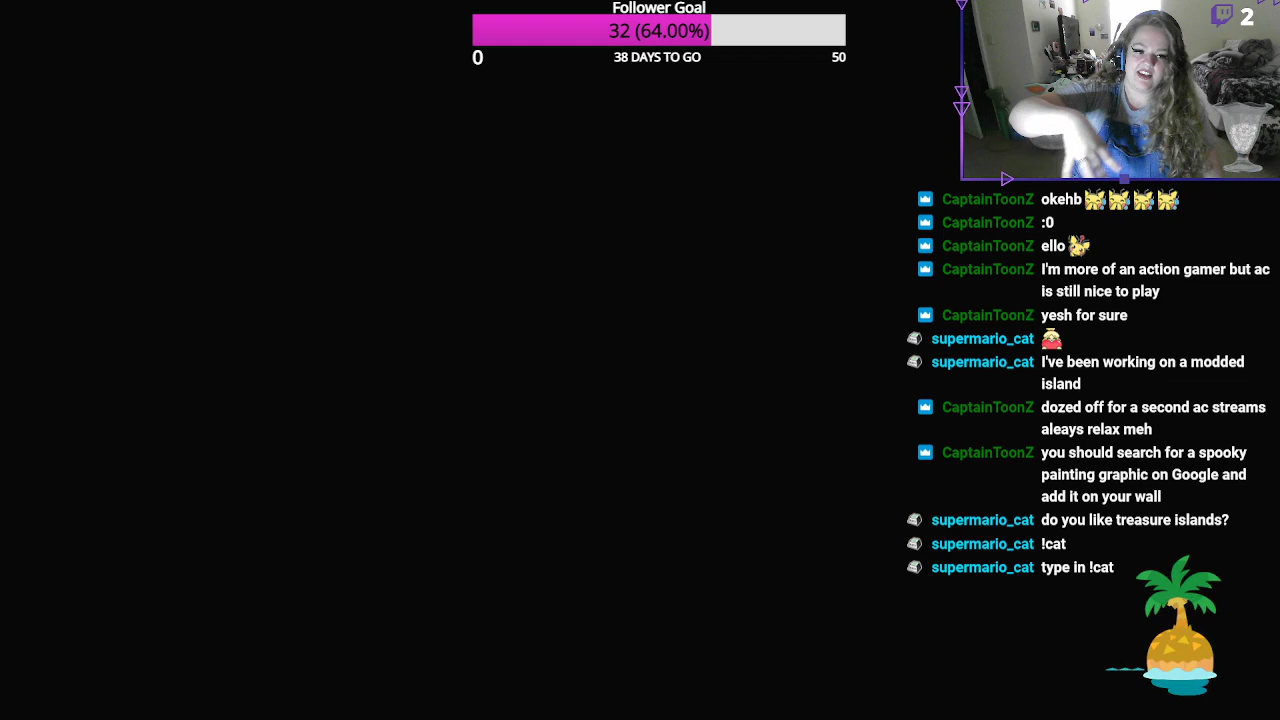 Follower Goal
32 (64.00%)
0
38 DAYS TO GO
50
2
CaptainToonZ okehb
CaptainToonZ :0
CaptainToonZ ello
CaptainToonZ I'm more of an action gamer but ac
is still nice to play
CaptainToonZ yesh for sure
supermario_cat
supermario_cat I've been working on a modded
island
CaptainToonZ dozed off for a second ac streams
aleays relax meh
CaptainToonZ you should search for a spooky
painting graphic on Google and
add it on your wall
supermario_cat do you like treasure islands?
supermario_cat !cat
supermario_cat type in !cat